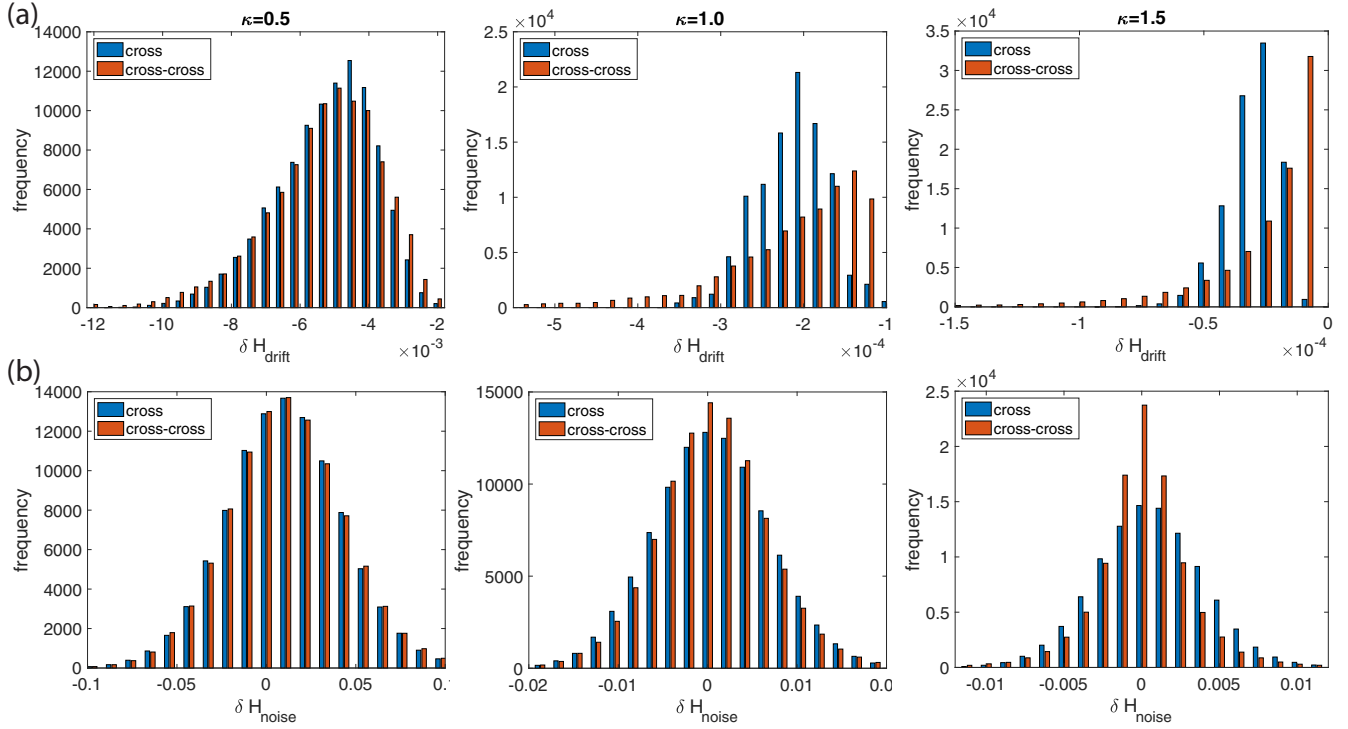 (a)
κ=0.5
14000
12000
10000
8000
6000
4000
2000
0
frequency
cross
cross-cross
-12 -10 -8 -6 -4 -2
δ H_drift ×10^-3
κ=1.0
×10^4
2.5
2
1.5
1
0.5
0
frequency
cross
cross-cross
-5 -4 -3 -2 -1
δ H_drift ×10^-4
κ=1.5
×10^4
3.5
3
2.5
2
1.5
1
0.5
0
frequency
cross
cross-cross
-1.5 -1 -0.5 0
δ H_drift ×10^-4
(b)
14000
12000
10000
8000
6000
4000
2000
0
frequency
cross
cross-cross
-0.1 -0.05 0 0.05 0.
δ H_noise
15000
10000
5000
0
frequency
cross
cross-cross
-0.02 -0.01 0 0.01 0.0
δ H_noise
×10^4
2.5
2
1.5
1
0.5
0
frequency
cross
cross-cross
-0.01 -0.005 0 0.005 0.01
δ H_noise